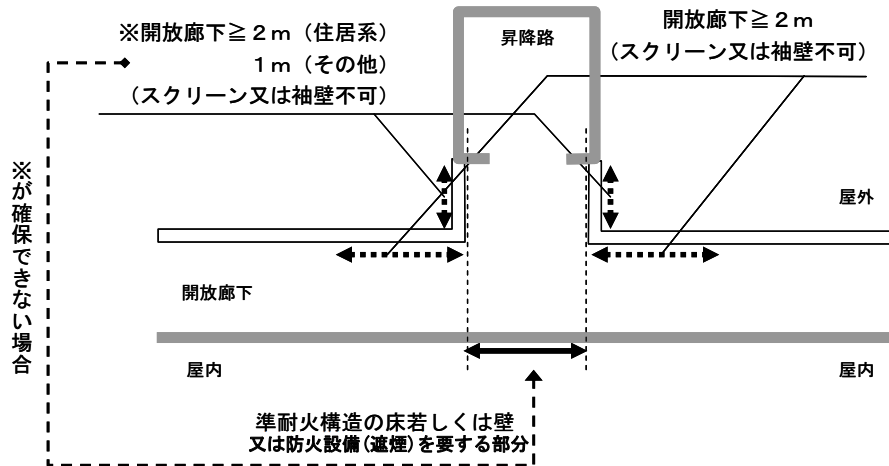 ※開放廊下≧２ｍ（住居系）
１ｍ（その他）
（スクリーン又は袖壁不可）
昇降路
開放廊下≧２ｍ
（スクリーン又は袖壁不可）
※が確保できない場合
屋外
開放廊下
屋内
屋内
準耐火構造の床若しくは壁
又は防火設備（遮煙）を要する部分